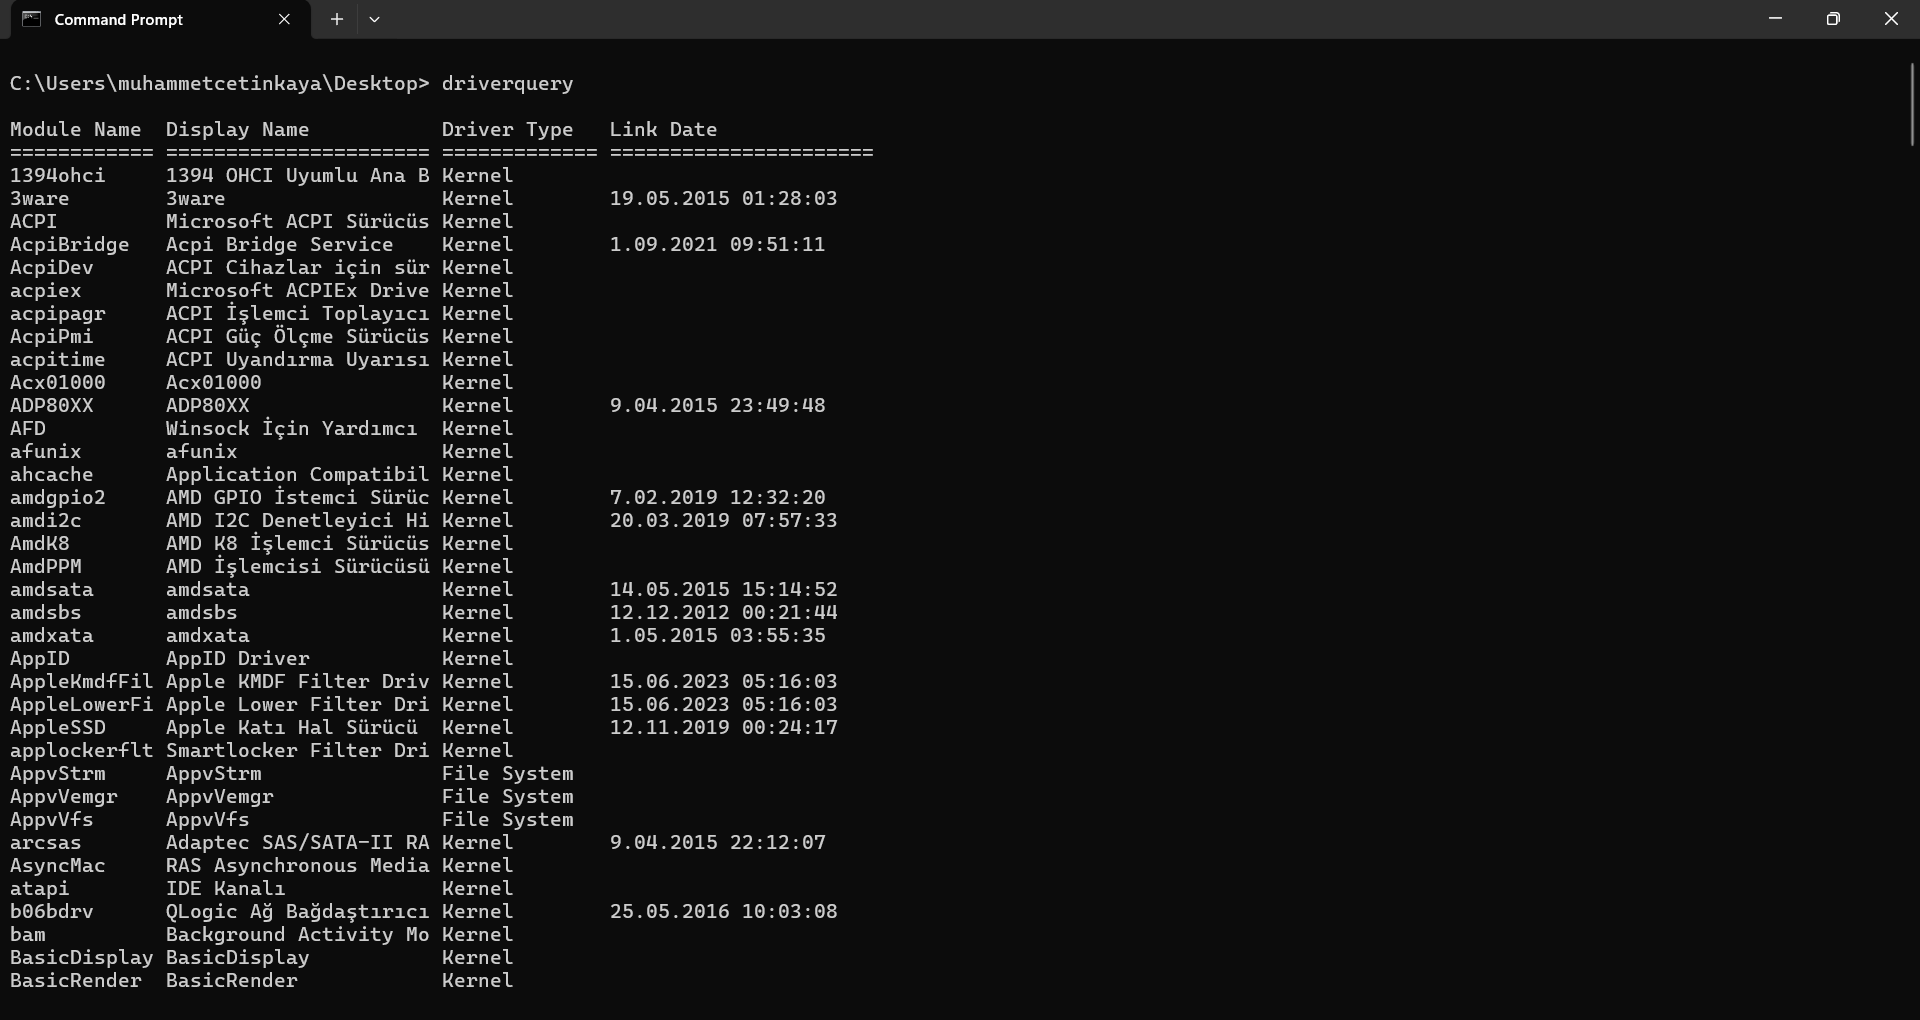 Command Prompt
C:\Users\muhammetcetinkaya\Desktop> driverquery
Module Name  Display Name           Driver Type   Link Date
============ ====================== ============= ======================
1394ohci     1394 OHCI Uyumlu Ana B Kernel
3ware        3ware                  Kernel        19.05.2015 01:28:03
ACPI         Microsoft ACPI Sürücüs Kernel
AcpiBridge   Acpi Bridge Service    Kernel        1.09.2021 09:51:11
AcpiDev      ACPI Cihazlar için sür Kernel
acpiex       Microsoft ACPIEx Drive Kernel
acpipagr     ACPI İşlemci Toplayıcı Kernel
AcpiPmi      ACPI Güç Ölçme Sürücüs Kernel
acpitime     ACPI Uyandırma Uyarısı Kernel
Acx01000     Acx01000               Kernel
ADP80XX      ADP80XX                Kernel        9.04.2015 23:49:48
AFD          Winsock İçin Yardımcı  Kernel
afunix       afunix                 Kernel
ahcache      Application Compatibil Kernel
amdgpio2     AMD GPIO İstemci Sürüc Kernel        7.02.2019 12:32:20
amdi2c       AMD I2C Denetleyici Hi Kernel        20.03.2019 07:57:33
AmdK8        AMD K8 İşlemci Sürücüs Kernel
AmdPPM       AMD İşlemcisi Sürücüsü Kernel
amdsata      amdsata                Kernel        14.05.2015 15:14:52
amdsbs       amdsbs                 Kernel        12.12.2012 00:21:44
amdxata      amdxata                Kernel        1.05.2015 03:55:35
AppID        AppID Driver           Kernel
AppleKmdfFil Apple KMDF Filter Driv Kernel        15.06.2023 05:16:03
AppleLowerFi Apple Lower Filter Dri Kernel        15.06.2023 05:16:03
AppleSSD     Apple Katı Hal Sürücü  Kernel        12.11.2019 00:24:17
applockerflt Smartlocker Filter Dri Kernel
AppvStrm     AppvStrm               File System
AppvVemgr    AppvVemgr              File System
AppvVfs      AppvVfs                File System
arcsas       Adaptec SAS/SATA-II RA Kernel        9.04.2015 22:12:07
AsyncMac     RAS Asynchronous Media Kernel
atapi        IDE Kanalı             Kernel
b06bdrv      QLogic Ağ Bağdaştırıcı Kernel        25.05.2016 10:03:08
bam          Background Activity Mo Kernel
BasicDisplay BasicDisplay           Kernel
BasicRender  BasicRender            Kernel